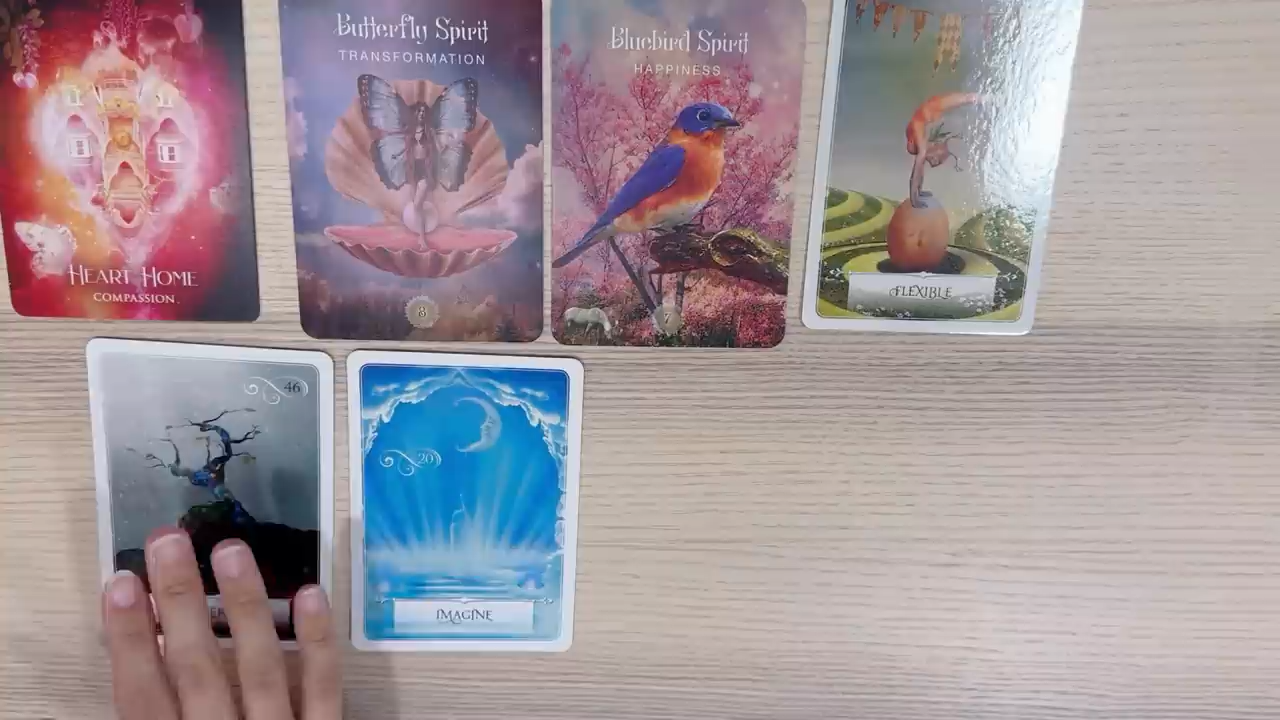 Butterfly Spirit
TRANSFORMATION
8
Bluebird Spirit
HAPPINESS
7
HEART HOME
COMPASSION.
FLEXIBLE
46
20
IMAGINE